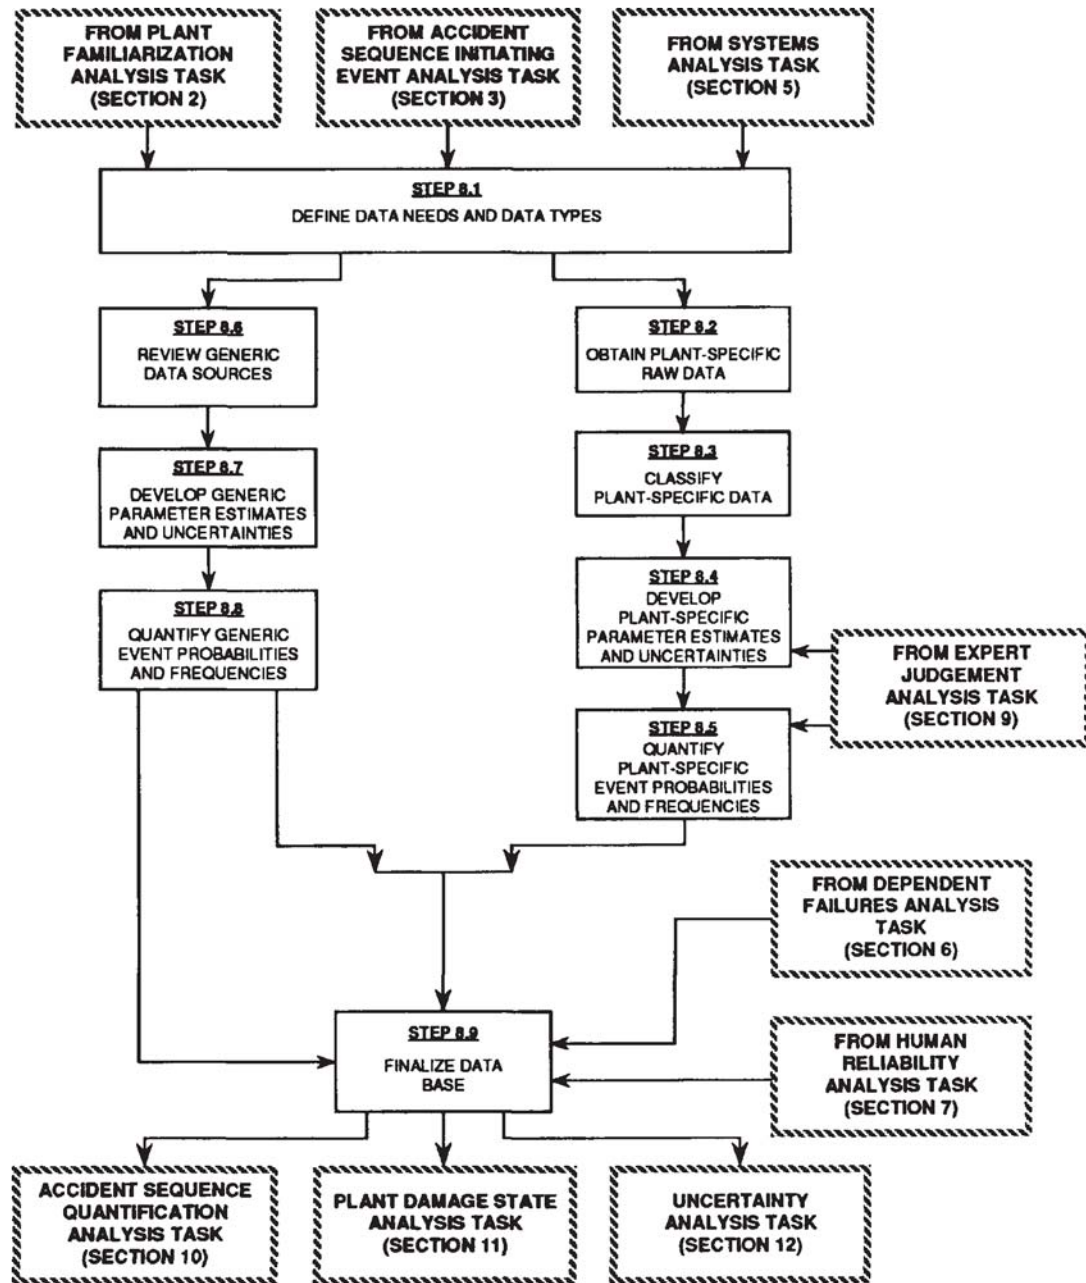 FROM PLANT
FAMILIARIZATION
ANALYSIS TASK
(SECTION 2)
FROM ACCIDENT
SEQUENCE INITIATING
EVENT ANALYSIS TASK
(SECTION 3)
FROM SYSTEMS
ANALYSIS TASK
(SECTION 5)
STEP 8.1
DEFINE DATA NEEDS AND DATA TYPES
STEP 8.6
REVIEW GENERIC
DATA SOURCES
STEP 8.2
OBTAIN PLANT-SPECIFIC
RAW DATA
STEP 8.7
DEVELOP GENERIC
PARAMETER ESTIMATES
AND UNCERTAINTIES
STEP 8.3
CLASSIFY
PLANT-SPECIFIC DATA
STEP 8.8
QUANTIFY GENERIC
EVENT PROBABILITIES
AND FREQUENCIES
STEP 8.4
DEVELOP
PLANT-SPECIFIC
PARAMETER ESTIMATES
AND UNCERTAINTIES
FROM EXPERT
JUDGEMENT
ANALYSIS TASK
(SECTION 9)
STEP 8.5
QUANTIFY
PLANT-SPECIFIC
EVENT PROBABILITIES
AND FREQUENCIES
FROM DEPENDENT
FAILURES ANALYSIS
TASK
(SECTION 6)
STEP 8.9
FINALIZE DATA
BASE
FROM HUMAN
RELIABILITY
ANALYSIS TASK
(SECTION 7)
ACCIDENT SEQUENCE
QUANTIFICATION
ANALYSIS TASK
(SECTION 10)
PLANT DAMAGE STATE
ANALYSIS TASK
(SECTION 11)
UNCERTAINTY
ANALYSIS TASK
(SECTION 12)